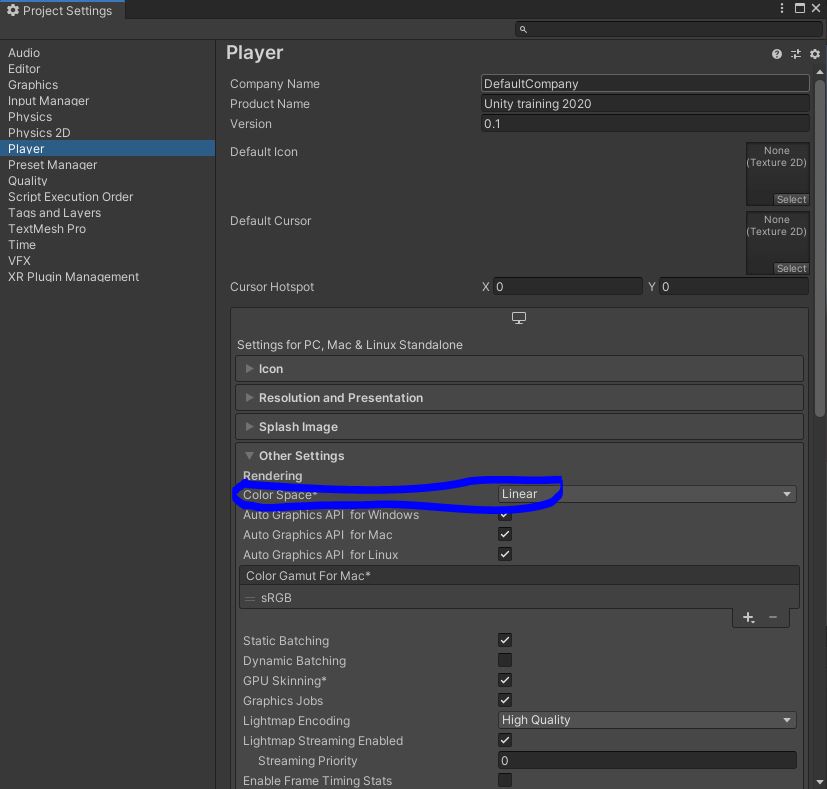 Project Settings
Audio
Editor
Graphics
Input Manager
Physics
Physics 2D
Player
Preset Manager
Quality
Script Execution Order
Tags and Layers
TextMesh Pro
Time
VFX
XR Plugin Management
Player
Company Name DefaultCompany
Product Name Unity training 2020
Version 0.1
Default Icon
None
(Texture 2D)
Select
Default Cursor
None
(Texture 2D)
Select
Cursor Hotspot X 0 Y 0
Settings for PC, Mac & Linux Standalone
Icon
Resolution and Presentation
Splash Image
Other Settings
Rendering
Color Space* Linear
Auto Graphics API for Windows
Auto Graphics API for Mac
Auto Graphics API for Linux
Color Gamut For Mac*
sRGB
Static Batching
Dynamic Batching
GPU Skinning*
Graphics Jobs
Lightmap Encoding High Quality
Lightmap Streaming Enabled
Streaming Priority 0
Enable Frame Timing Stats